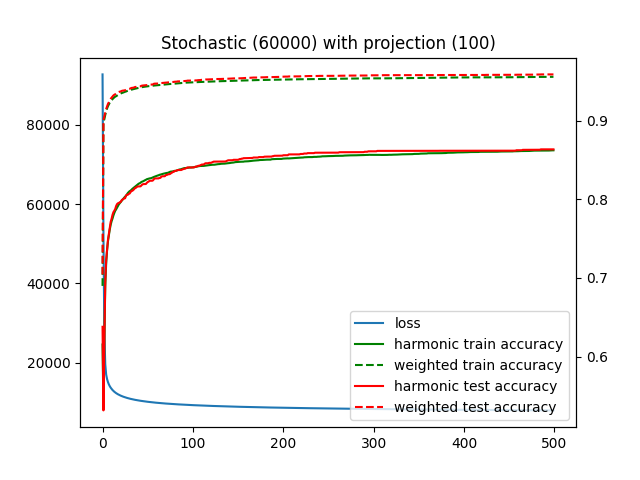 Stochastic (60000) with projection (100)
80000
60000
40000
20000
0.9
0.8
0.7
0.6
loss
harmonic train accuracy
weighted train accuracy
harmonic test accuracy
weighted test accuracy
0 100 200 300 400 500